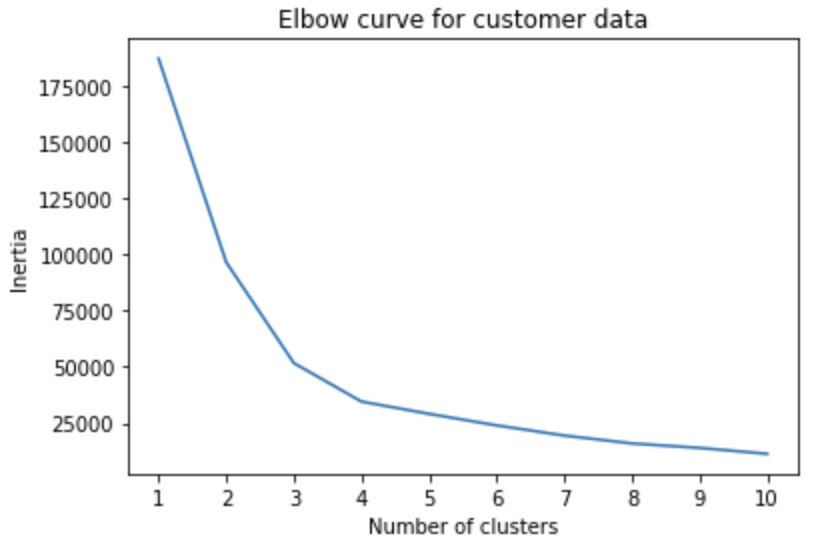 Elbow curve for customer data
175000
150000
125000
100000
75000
50000
25000
Inertia
1 2 3 4 5 6 7 8 9 10
Number of clusters